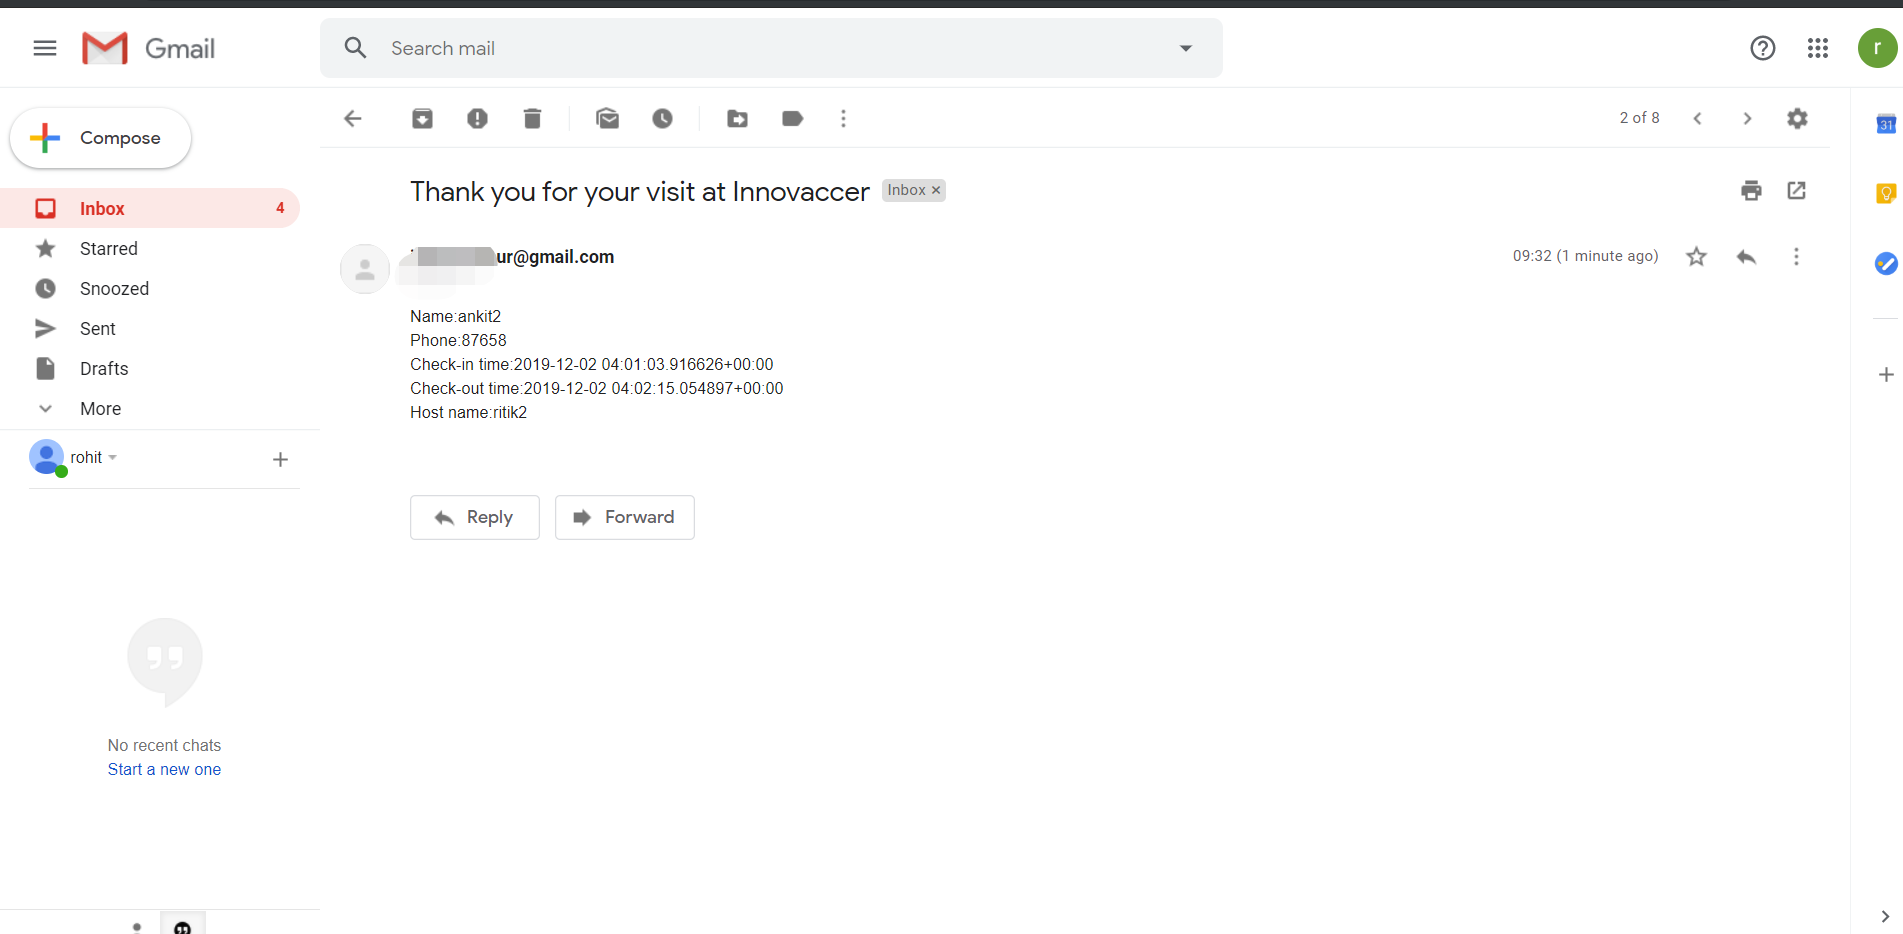 Gmail
Search mail
Compose
2 of 8
Inbox 4
Starred
Snoozed
Sent
Drafts
More
rohit
No recent chats
Start a new one
Thank you for your visit at Innovaccer Inbox ×
ur@gmail.com
09:32 (1 minute ago)
Name:ankit2
Phone:87658
Check-in time:2019-12-02 04:01:03.916626+00:00
Check-out time:2019-12-02 04:02:15.054897+00:00
Host name:ritik2
Reply
Forward
r
31